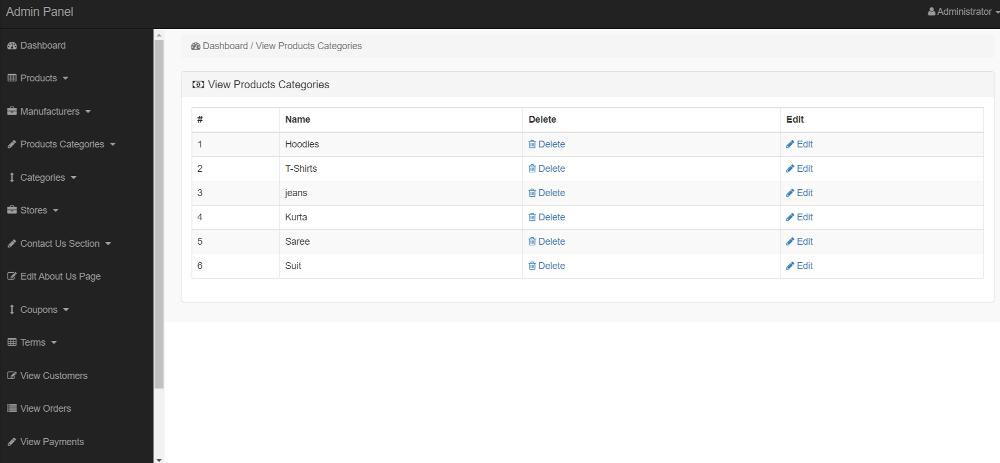 Admin Panel
Administrator
Dashboard
Products
Manufacturers
Products Categories
Categories
Stores
Contact Us Section
Edit About Us Page
Coupons
Terms
View Customers
View Orders
View Payments
Dashboard / View Products Categories
View Products Categories
# Name Delete Edit
1 Hoodies Delete Edit
2 T-Shirts Delete Edit
3 jeans Delete Edit
4 Kurta Delete Edit
5 Saree Delete Edit
6 Suit Delete Edit